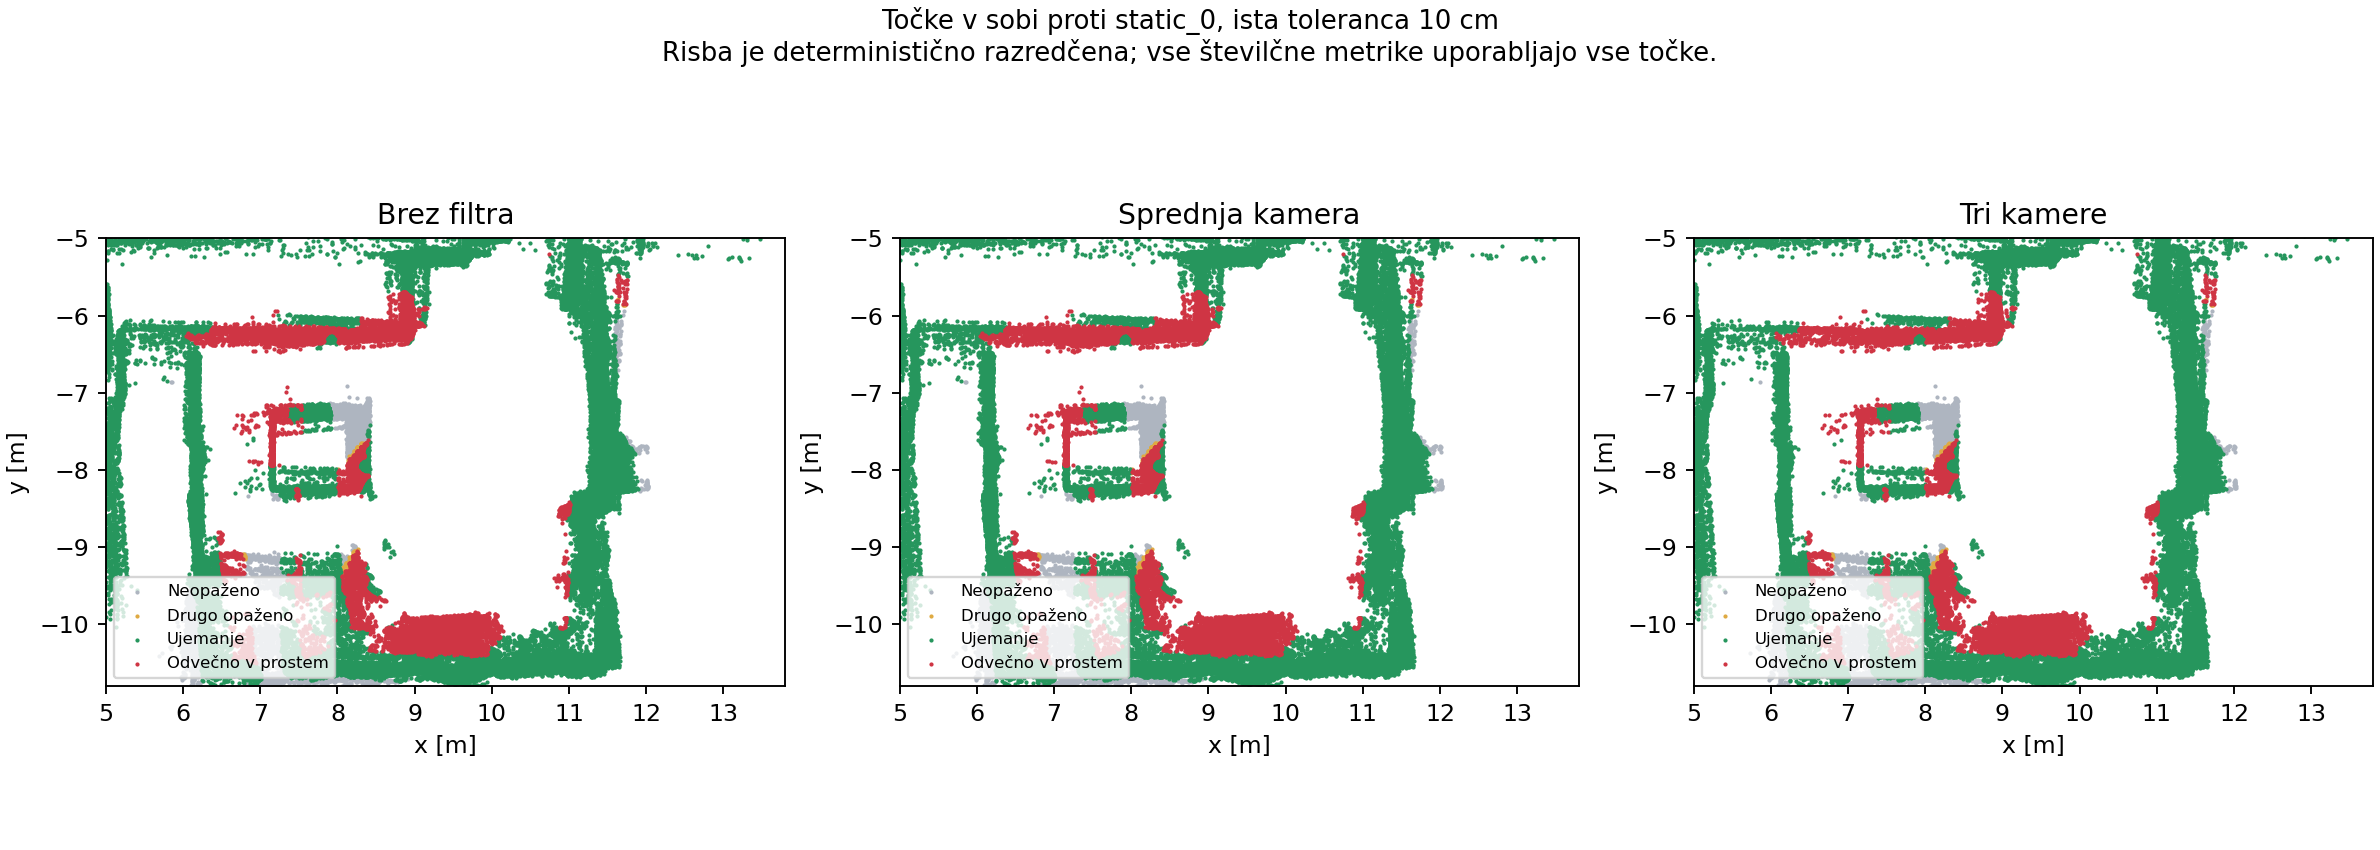 Točke v sobi proti static_0, ista toleranca 10 cm
Risba je deterministično razredčena; vse številčne metrike uporabljajo vse točke.
Brez filtra
−5
−6
−7
−8
−9
−10
y [m]
Neopaženo
Drugo opaženo
Ujemanje
Odvečno v prostem
5 6 7 8 9 10 11 12 13
x [m]
Sprednja kamera
−5
−6
−7
−8
−9
−10
y [m]
Neopaženo
Drugo opaženo
Ujemanje
Odvečno v prostem
5 6 7 8 9 10 11 12 13
x [m]
Tri kamere
−5
−6
−7
−8
−9
−10
y [m]
Neopaženo
Drugo opaženo
Ujemanje
Odvečno v prostem
5 6 7 8 9 10 11 12 13
x [m]